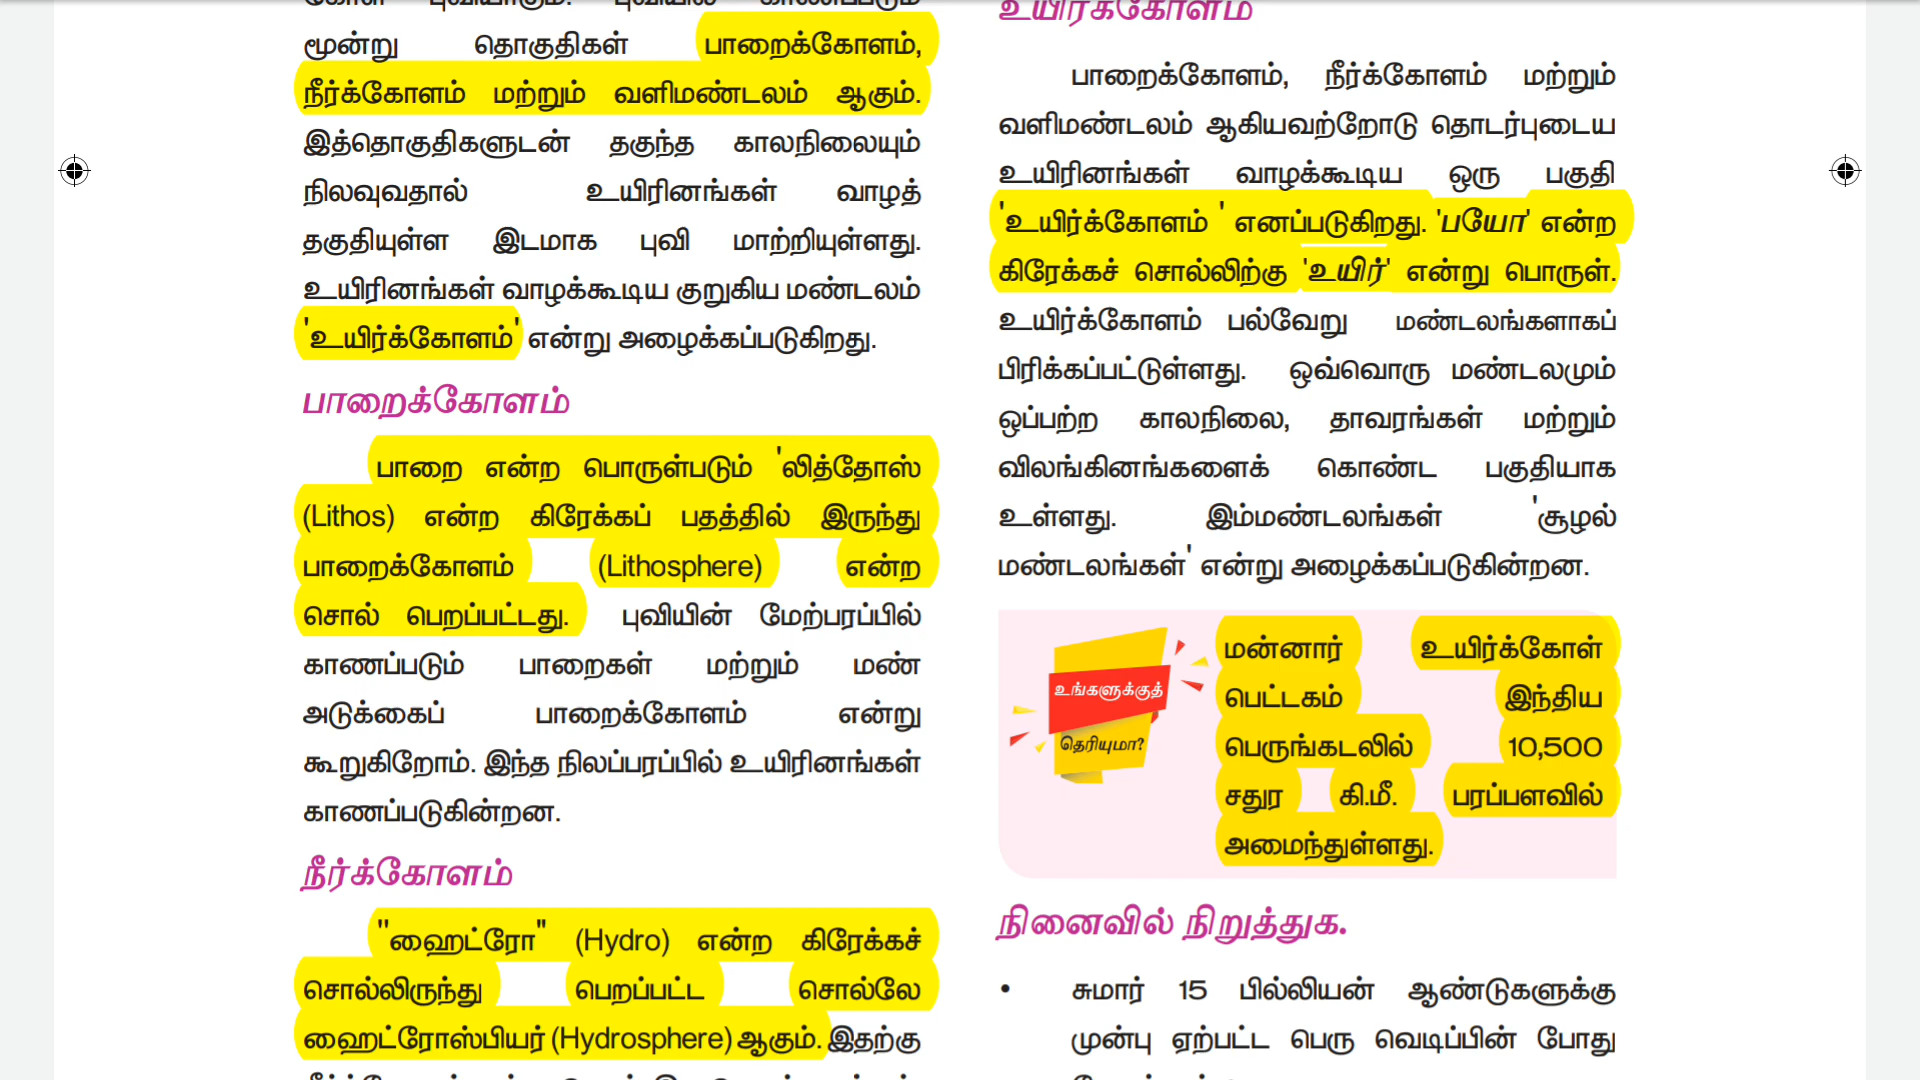 கோள் புவியாகும். புவியில் காணப்படும்
மூன்று தொகுதிகள் பாறைக்கோளம்,
நீர்க்கோளம் மற்றும் வளிமண்டலம் ஆகும்.
இத்தொகுதிகளுடன் தகுந்த காலநிலையும்
நிலவுவதால் உயிரினங்கள் வாழத்
தகுதியுள்ள இடமாக புவி மாற்றியுள்ளது.
உயிரினங்கள் வாழக்கூடிய குறுகிய மண்டலம்
'உயிர்க்கோளம்' என்று அழைக்கப்படுகிறது.
பாறைக்கோளம்
பாறை என்ற பொருள்படும் 'லித்தோஸ்
(Lithos) என்ற கிரேக்கப் பதத்தில் இருந்து
பாறைக்கோளம் (Lithosphere) என்ற
சொல் பெறப்பட்டது. புவியின் மேற்பரப்பில்
காணப்படும் பாறைகள் மற்றும் மண்
அடுக்கைப் பாறைக்கோளம் என்று
கூறுகிறோம். இந்த நிலப்பரப்பில் உயிரினங்கள்
காணப்படுகின்றன.
நீர்க்கோளம்
"ஹைட்ரோ" (Hydro) என்ற கிரேக்கச்
சொல்லிருந்து பெறப்பட்ட சொல்லே
ஹைட்ரோஸ்பியர் (Hydrosphere) ஆகும். இதற்கு
உயிர்க்கோளம்
பாறைக்கோளம், நீர்க்கோளம் மற்றும்
வளிமண்டலம் ஆகியவற்றோடு தொடர்புடைய
உயிரினங்கள் வாழக்கூடிய ஒரு பகுதி
'உயிர்க்கோளம் ' எனப்படுகிறது. 'பயோ' என்ற
கிரேக்கச் சொல்லிற்கு 'உயிர்' என்று பொருள்.
உயிர்க்கோளம் பல்வேறு மண்டலங்களாகப்
பிரிக்கப்பட்டுள்ளது. ஒவ்வொரு மண்டலமும்
ஒப்பற்ற காலநிலை, தாவரங்கள் மற்றும்
விலங்கினங்களைக் கொண்ட பகுதியாக
உள்ளது. இம்மண்டலங்கள் 'சூழல்
மண்டலங்கள்' என்று அழைக்கப்படுகின்றன.
உங்களுக்குத்
தெரியுமா?
மன்னார் உயிர்க்கோள்
பெட்டகம் இந்திய
பெருங்கடலில் 10,500
சதுர கி.மீ. பரப்பளவில்
அமைந்துள்ளது.
நினைவில் நிறுத்துக.
• சுமார் 15 பில்லியன் ஆண்டுகளுக்கு
முன்பு ஏற்பட்ட பெரு வெடிப்பின் போது